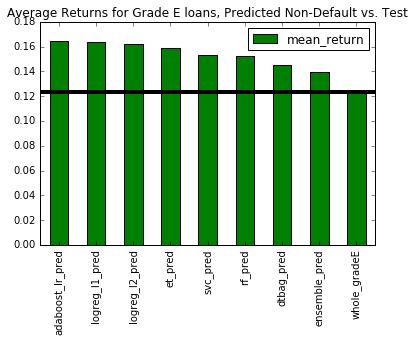 Average Returns for Grade E loans, Predicted Non-Default vs. Test
0.18
0.16
0.14
0.12
0.10
0.08
0.06
0.04
0.02
0.00
mean_return
adaboost_lr_pred
logreg_l1_pred
logreg_l2_pred
et_pred
svc_pred
rf_pred
dtbag_pred
ensemble_pred
whole_gradeE